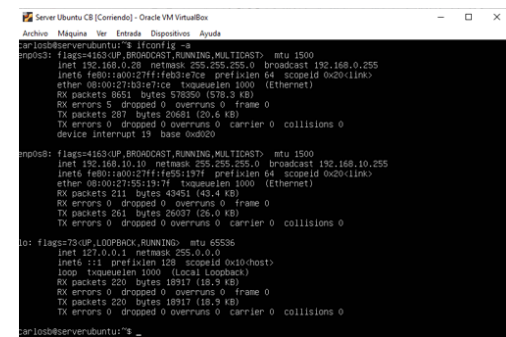 Server Ubuntu CB [Corriendo] - Oracle VM VirtualBox
Archivo Máquina Ver Entrada Dispositivos Ayuda
carlosb@serverubuntu:~$ ifconfig -a
enp0s3: flags=4163<UP,BROADCAST,RUNNING,MULTICAST> mtu 1500
inet 192.168.0.28 netmask 255.255.255.0 broadcast 192.168.0.255
inet6 fe80::a00:27ff:feb3:e7ce prefixlen 64 scopeid 0x20<link>
ether 08:00:27:b3:e7:ce txqueuelen 1000 (Ethernet)
RX packets 8651 bytes 578350 (578.3 KB)
RX errors 5 dropped 0 overruns 0 frame 0
TX packets 287 bytes 20681 (20.6 KB)
TX errors 0 dropped 0 overruns 0 carrier 0 collisions 0
device interrupt 19 base 0xd020
enp0s8: flags=4163<UP,BROADCAST,RUNNING,MULTICAST> mtu 1500
inet 192.168.10.10 netmask 255.255.255.0 broadcast 192.168.10.255
inet6 fe80::a00:27ff:fe55:197f prefixlen 64 scopeid 0x20<link>
ether 08:00:27:55:19:7f txqueuelen 1000 (Ethernet)
RX packets 211 bytes 43451 (43.4 KB)
RX errors 0 dropped 0 overruns 0 frame 0
TX packets 261 bytes 26037 (26.0 KB)
TX errors 0 dropped 0 overruns 0 carrier 0 collisions 0
lo: flags=73<UP,LOOPBACK,RUNNING> mtu 65536
inet 127.0.0.1 netmask 255.0.0.0
inet6 ::1 prefixlen 128 scopeid 0x10<host>
loop txqueuelen 1000 (Local Loopback)
RX packets 220 bytes 18917 (18.9 KB)
RX errors 0 dropped 0 overruns 0 frame 0
TX packets 220 bytes 18917 (18.9 KB)
TX errors 0 dropped 0 overruns 0 carrier 0 collisions 0
carlosb@serverubuntu:~$ _